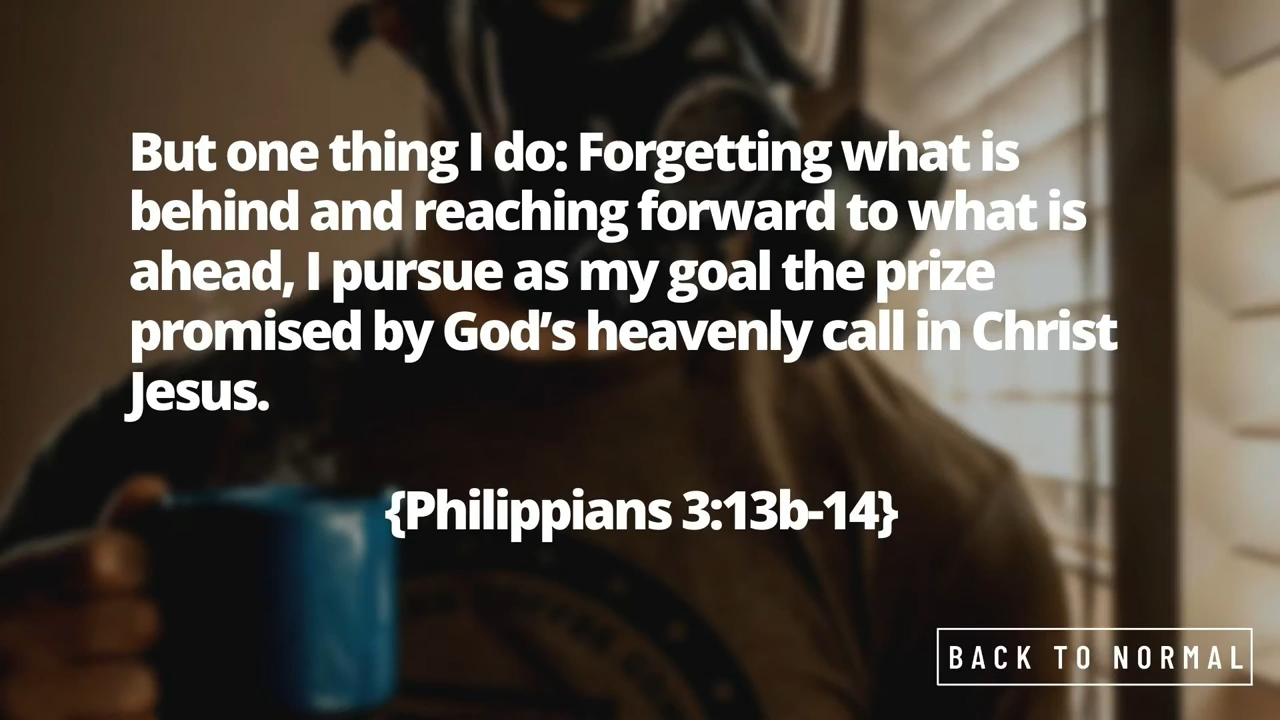 But one thing I do: Forgetting what is
behind and reaching forward to what is
ahead, I pursue as my goal the prize
promised by God’s heavenly call in Christ
Jesus.
{Philippians 3:13b-14}
BACK TO NORMAL